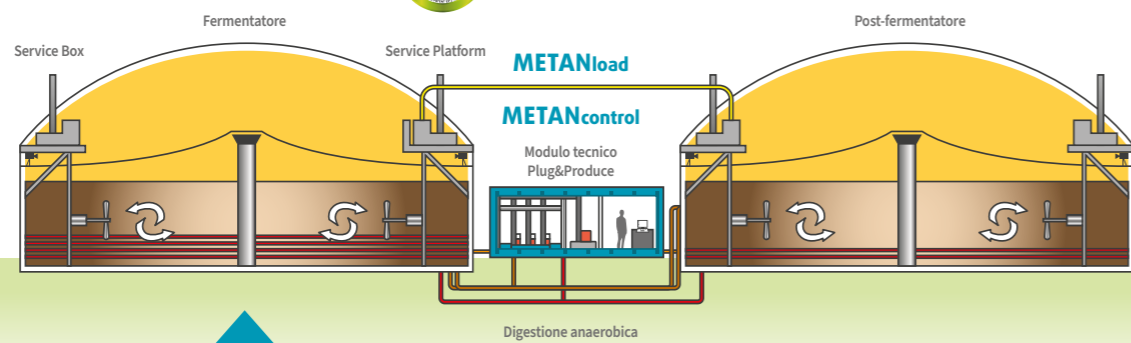 Fermentatore
Post-fermentatore
Service Box
Service Platform
METANload
METANcontrol
Modulo tecnico
Plug&Produce
Digestione anaerobica